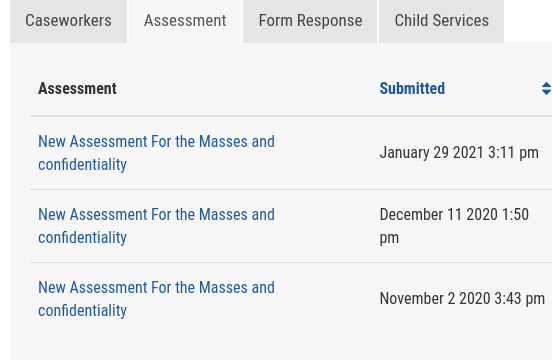 Caseworkers Assessment Form Response Child Services
Assessment Submitted
New Assessment For the Masses and
confidentiality
January 29 2021 3:11 pm
New Assessment For the Masses and
confidentiality
December 11 2020 1:50
pm
New Assessment For the Masses and
confidentiality
November 2 2020 3:43 pm